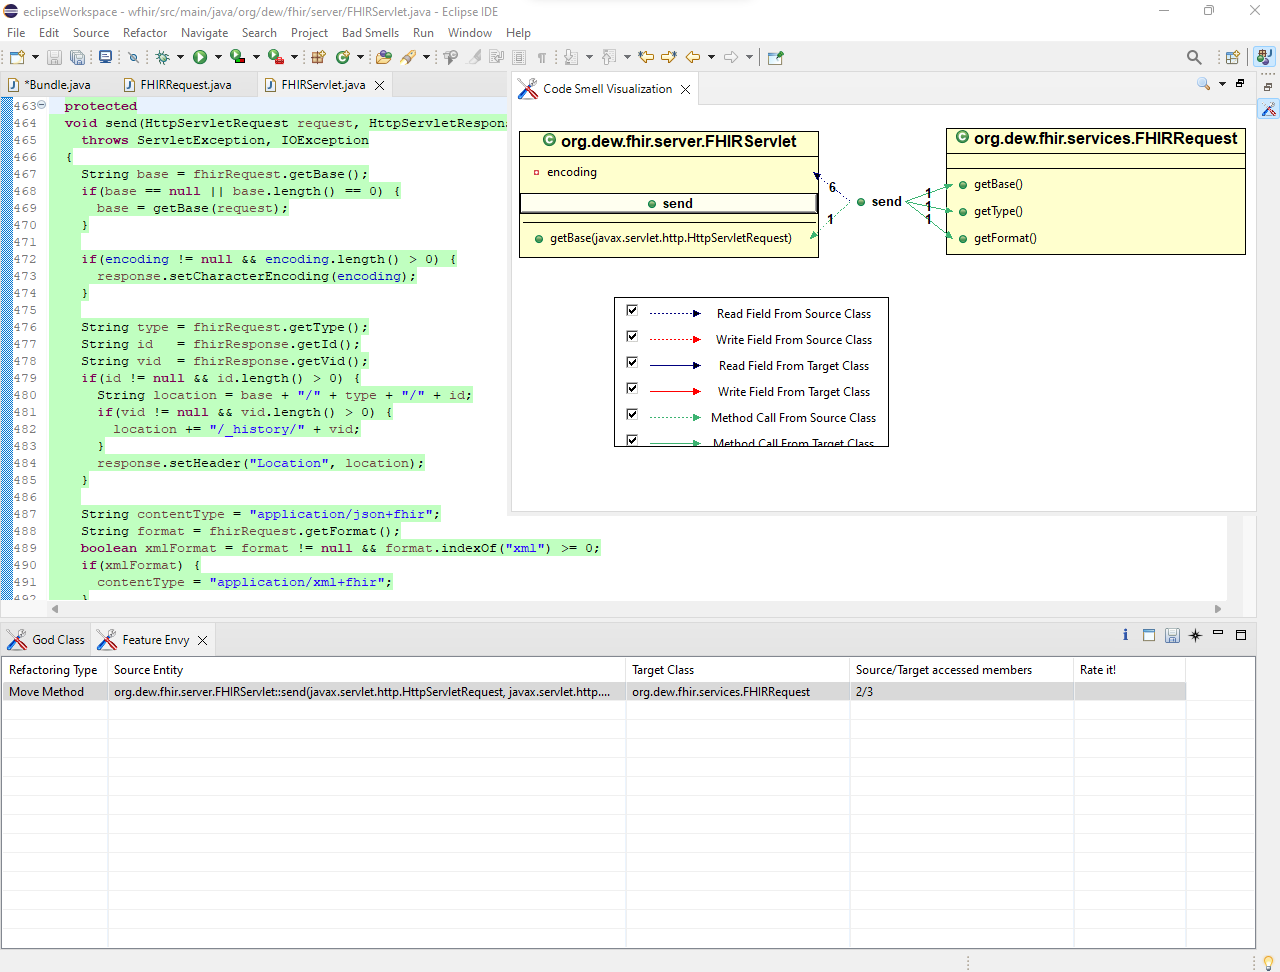 eclipseWorkspace - wfhir/src/main/java/org/dew/fhir/server/FHIRServlet.java - Eclipse IDE
File Edit Source Refactor Navigate Search Project Bad Smells Run Window Help
*Bundle.java FHIRRequest.java FHIRServlet.java
463 protected
464 void send(HttpServletRequest request, HttpServletRespon
465 throws ServletException, IOException
466 {
467 String base = fhirRequest.getBase();
468 if(base == null || base.length() == 0) {
469 base = getBase(request);
470 }
471
472 if(encoding != null && encoding.length() > 0) {
473 response.setCharacterEncoding(encoding);
474 }
475
476 String type = fhirRequest.getType();
477 String id = fhirResponse.getId();
478 String vid = fhirResponse.getVid();
479 if(id != null && id.length() > 0) {
480 String location = base + "/" + type + "/" + id;
481 if(vid != null && vid.length() > 0) {
482 location += "/_history/" + vid;
483 }
484 response.setHeader("Location", location);
485 }
486
487 String contentType = "application/json+fhir";
488 String format = fhirRequest.getFormat();
489 boolean xmlFormat = format != null && format.indexOf("xml") >= 0;
490 if(xmlFormat) {
491 contentType = "application/xml+fhir";
492 }
Code Smell Visualization
org.dew.fhir.server.FHIRServlet
encoding
send
getBase(javax.servlet.http.HttpServletRequest)
6
1
send
1
1
1
org.dew.fhir.services.FHIRRequest
getBase()
getType()
getFormat()
Read Field From Source Class
Write Field From Source Class
Read Field From Target Class
Write Field From Target Class
Method Call From Source Class
Method Call From Target Class
God Class Feature Envy
Refactoring Type Source Entity Target Class Source/Target accessed members Rate it!
Move Method org.dew.fhir.server.FHIRServlet::send(javax.servlet.http.HttpServletRequest, javax.servlet.http.... org.dew.fhir.services.FHIRRequest 2/3